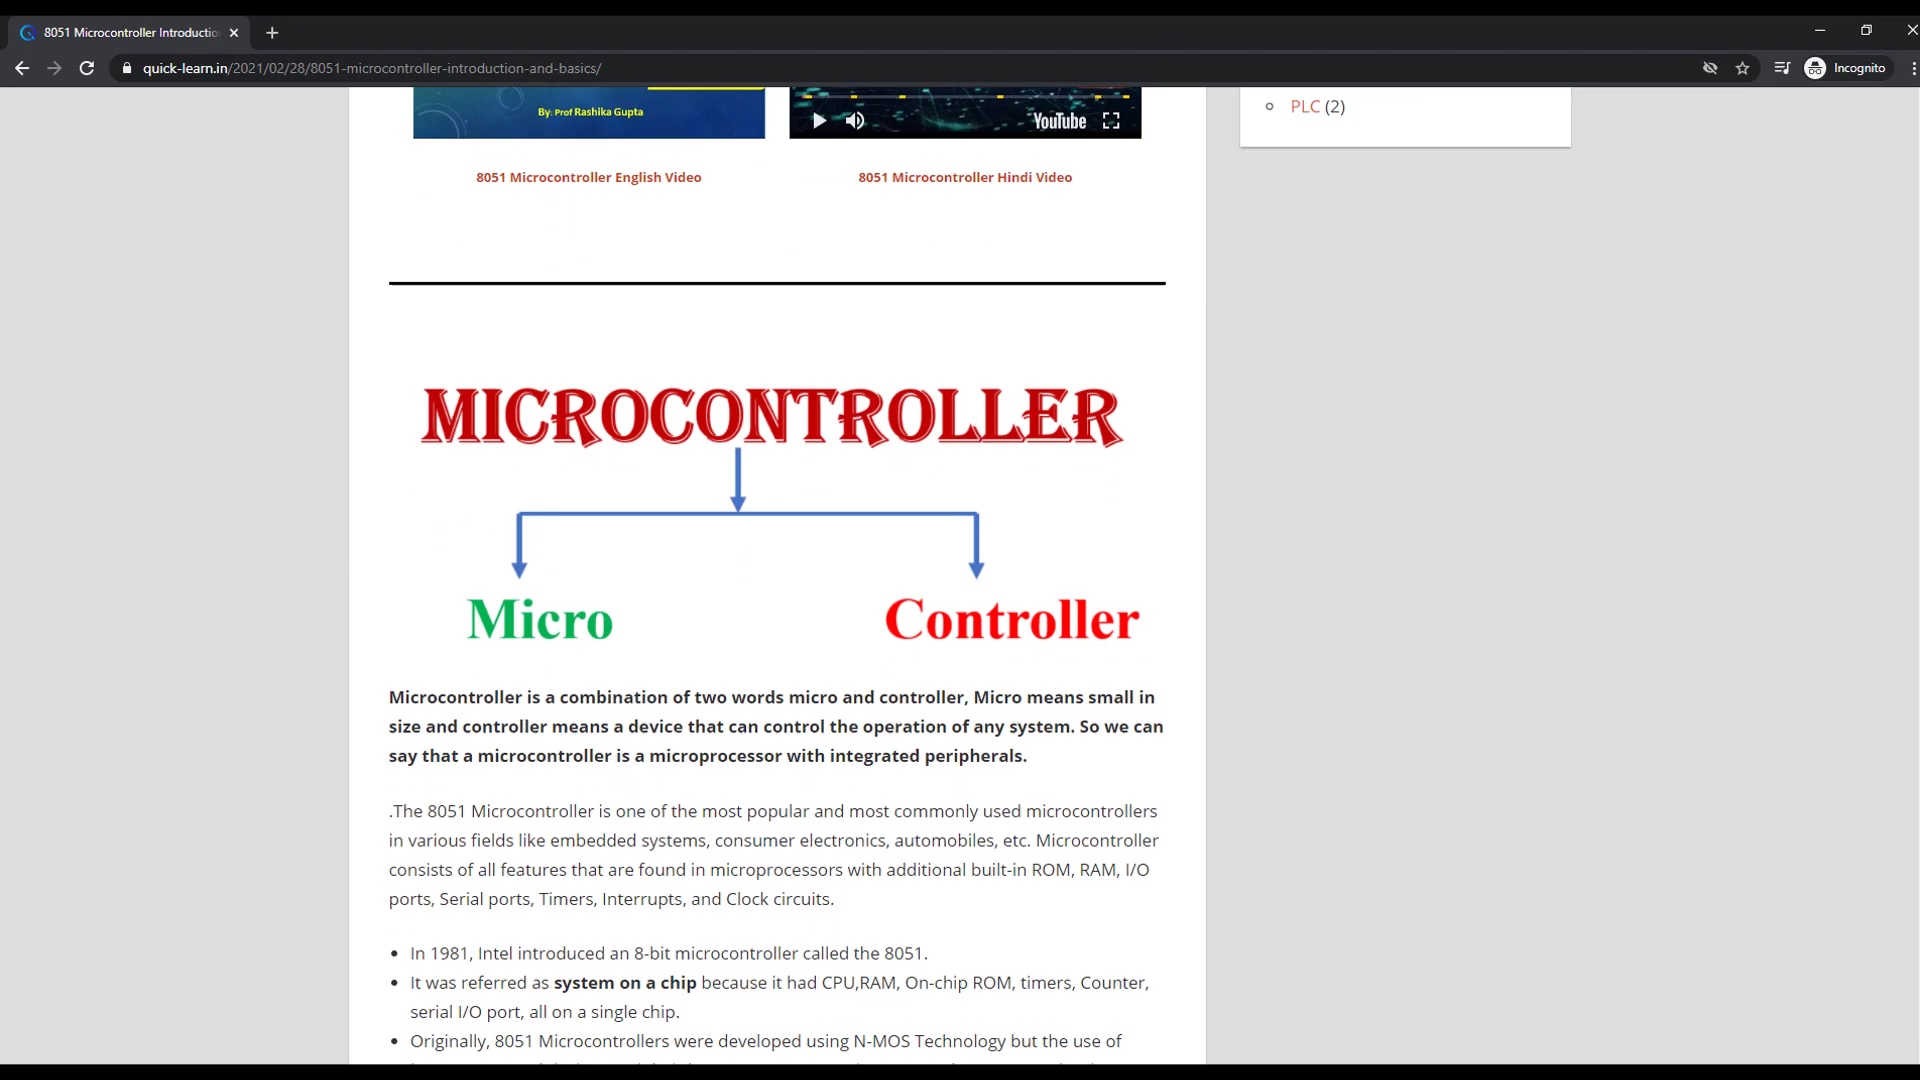 8051 Microcontroller Introductio
quick-learn.in/2021/02/28/8051-microcontroller-introduction-and-basics/
Incognito
By: Prof Rashika Gupta
YouTube
PLC (2)
8051 Microcontroller English Video
8051 Microcontroller Hindi Video
MICROCONTROLLER
Micro
Controller
Microcontroller is a combination of two words micro and controller, Micro means small in
size and controller means a device that can control the operation of any system. So we can
say that a microcontroller is a microprocessor with integrated peripherals.
.The 8051 Microcontroller is one of the most popular and most commonly used microcontrollers
in various fields like embedded systems, consumer electronics, automobiles, etc. Microcontroller
consists of all features that are found in microprocessors with additional built-in ROM, RAM, I/O
ports, Serial ports, Timers, Interrupts, and Clock circuits.
In 1981, Intel introduced an 8-bit microcontroller called the 8051.
It was referred as system on a chip because it had CPU,RAM, On-chip ROM, timers, Counter,
serial I/O port, all on a single chip.
Originally, 8051 Microcontrollers were developed using N-MOS Technology but the use of